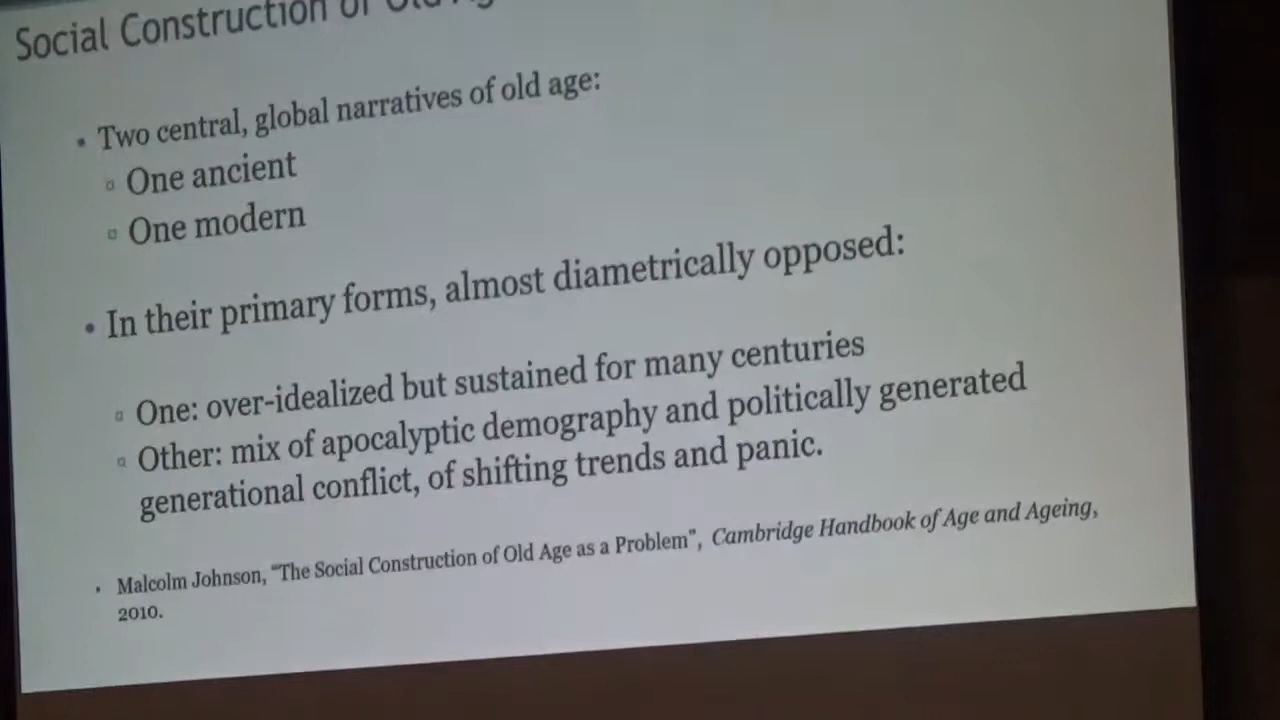 Social Construction of Old Ag
• Two central, global narratives of old age:
▫ One ancient
▫ One modern
• In their primary forms, almost diametrically opposed:
▫ One: over-idealized but sustained for many centuries
▫ Other: mix of apocalyptic demography and politically generated
generational conflict, of shifting trends and panic.
• Malcolm Johnson, “The Social Construction of Old Age as a Problem”, Cambridge Handbook of Age and Ageing,
2010.